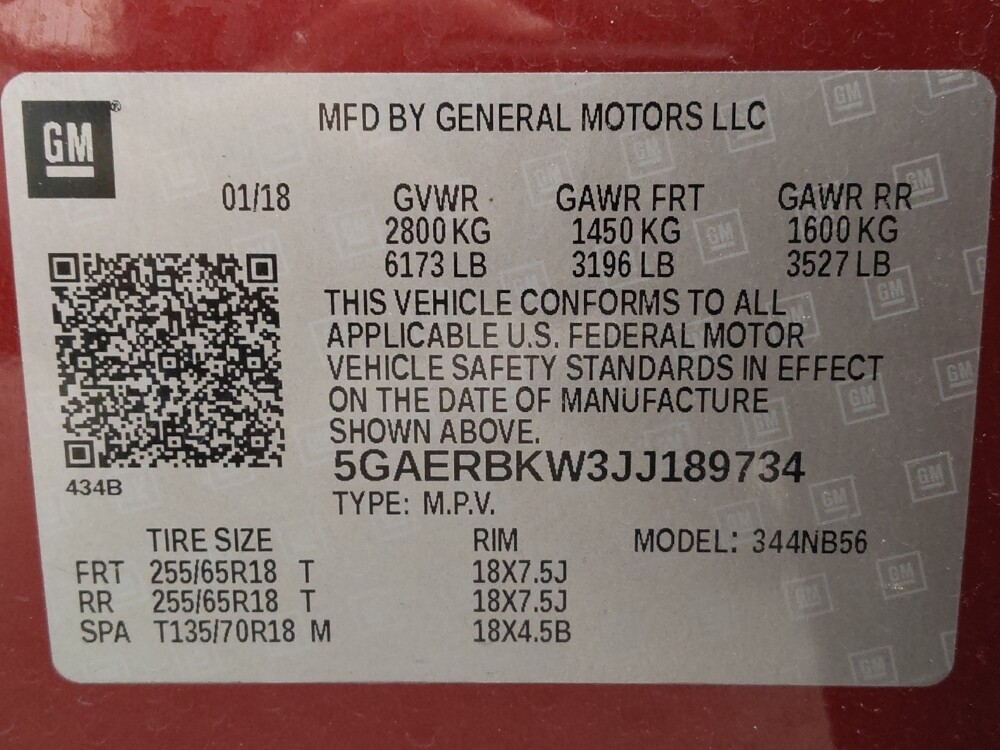 GM®
MFD BY GENERAL MOTORS LLC
01/18 GVWR GAWR FRT GAWR RR
2800 KG 1450 KG 1600 KG
6173 LB 3196 LB 3527 LB
THIS VEHICLE CONFORMS TO ALL
APPLICABLE U.S. FEDERAL MOTOR
VEHICLE SAFETY STANDARDS IN EFFECT
ON THE DATE OF MANUFACTURE
SHOWN ABOVE.
5GAERBKW3JJ189734
434B
TYPE: M.P.V.
TIRE SIZE RIM MODEL: 344NB56
FRT 255/65R18 T 18X7.5J
RR 255/65R18 T 18X7.5J
SPA T135/70R18 M 18X4.5B